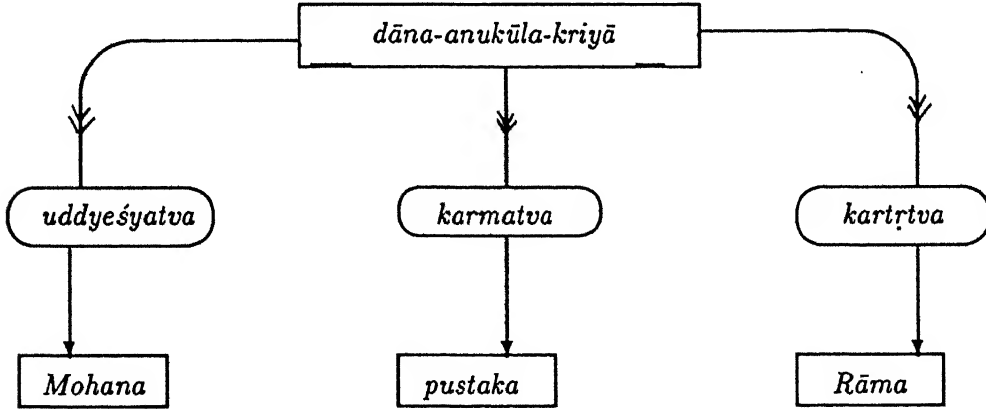 dāna-anukūla-kriyā
uddyeśyatva
karmatva
kartṛtva
Mohana
pustaka
Rāma